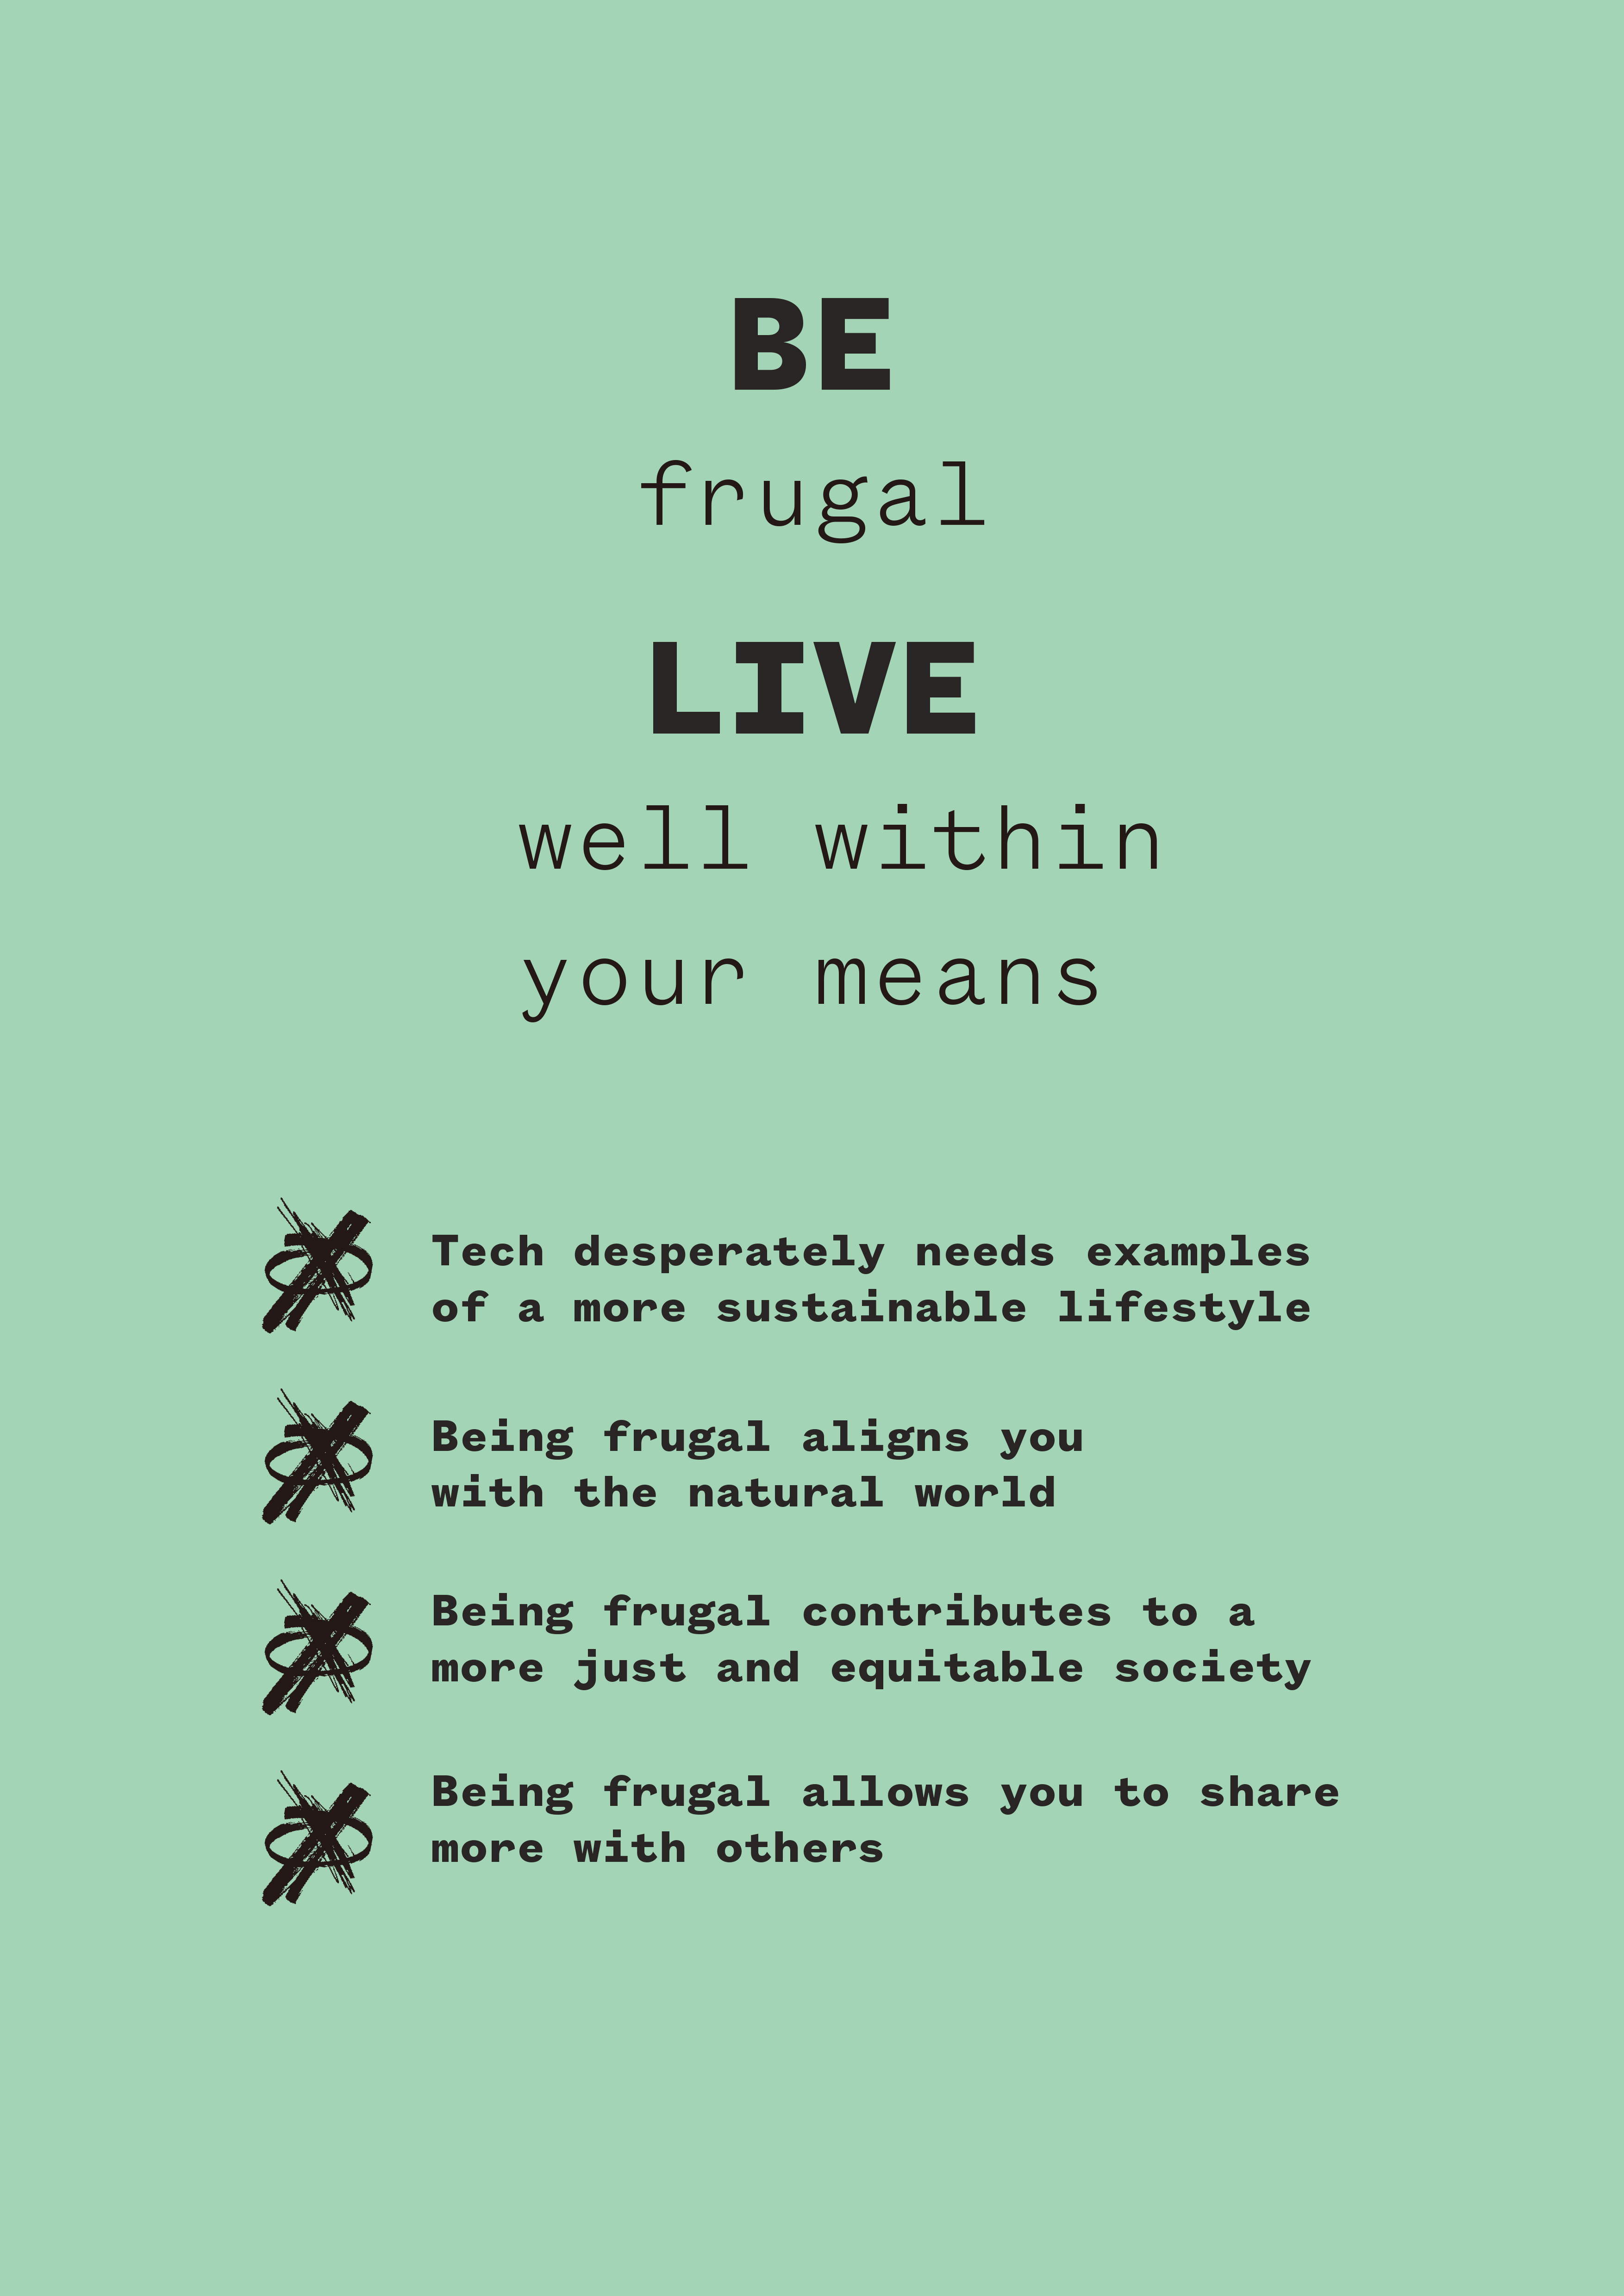 BE
frugal
LIVE
well within
your means
Tech desperately needs examples
of a more sustainable lifestyle
Being frugal aligns you
with the natural world
Being frugal contributes to a
more just and equitable society
Being frugal allows you to share
more with others